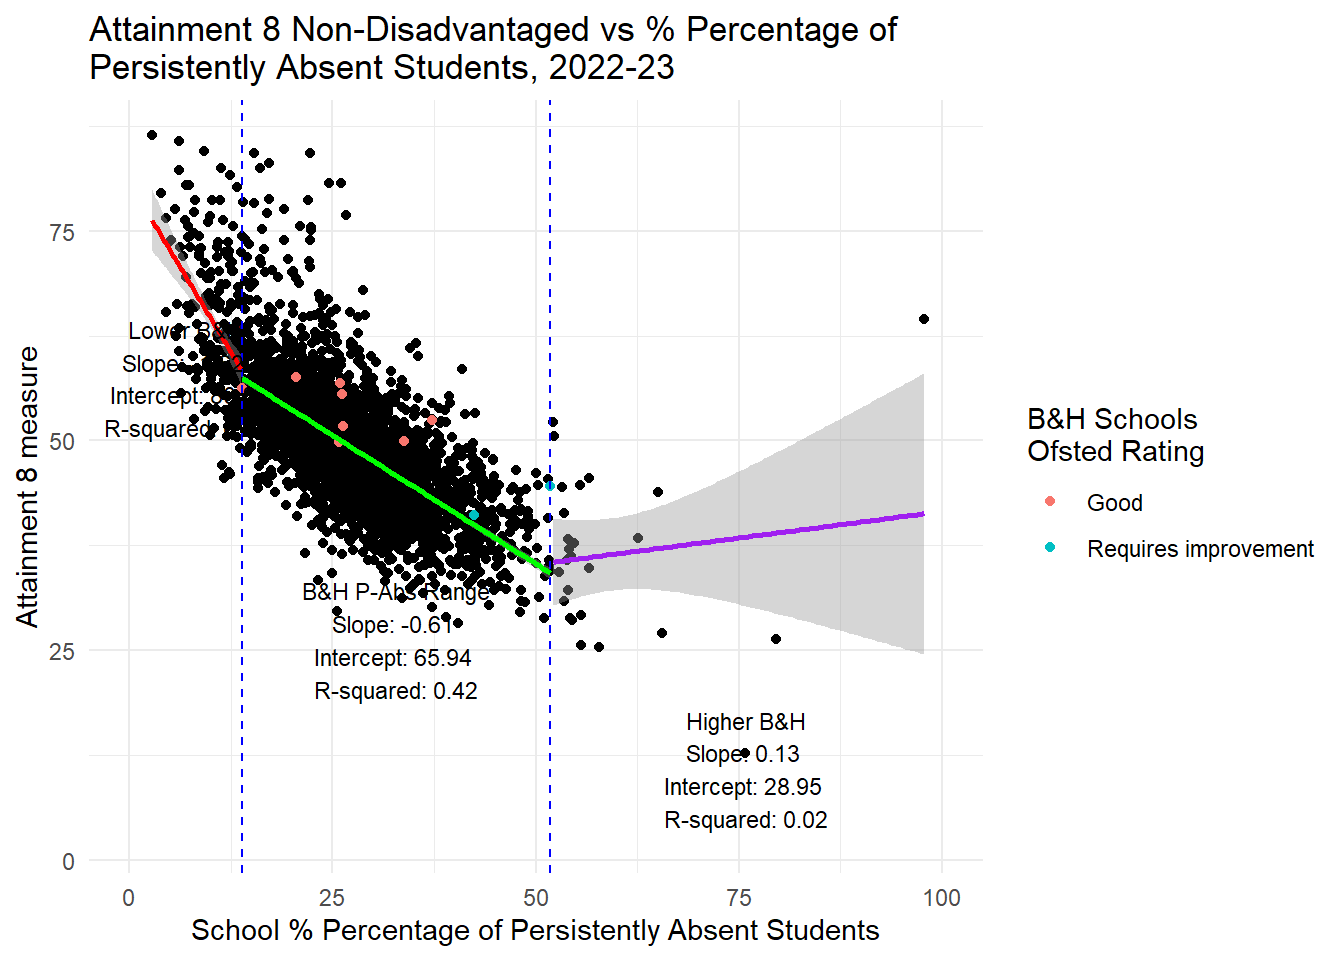 Attainment 8 Non-Disadvantaged vs % Percentage of
Persistently Absent Students, 2022-23
Attainment 8 measure
75
50
25
0
Lower
Slope:
Intercept:
R-squared
B&H P-Abs Range
Slope: -0.61
Intercept: 65.94
R-squared: 0.42
Higher B&H
Slope: 0.13
Intercept: 28.95
R-squared: 0.02
0
25
50
75
100
School % Percentage of Persistently Absent Students
B&H Schools
Ofsted Rating
Good
Requires improvement